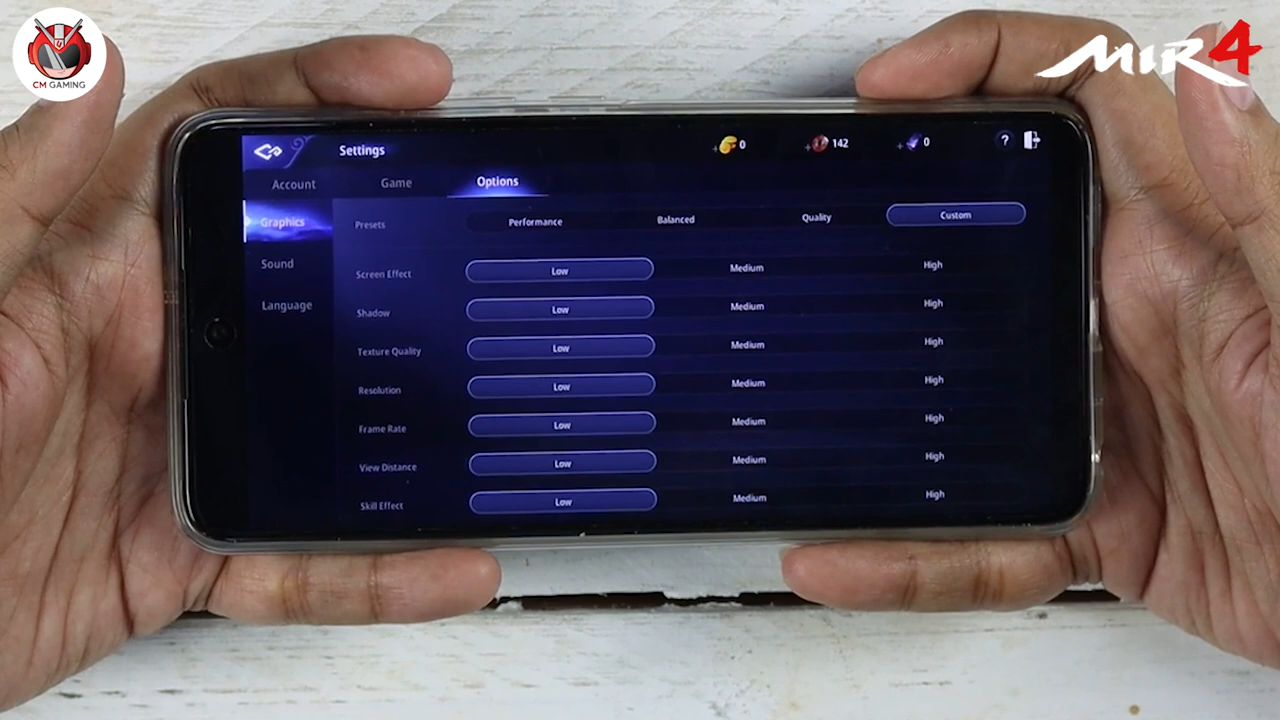 CM GAMING
MIR4
Settings
0
142
0
?
Account
Game
Options
Graphics
Sound
Language
Presets
Performance
Balanced
Quality
Custom
Screen Effect
Low
Medium
High
Shadow
Low
Medium
High
Texture Quality
Low
Medium
High
Resolution
Low
Medium
High
Frame Rate
Low
Medium
High
View Distance
Low
Medium
High
Skill Effect
Low
Medium
High